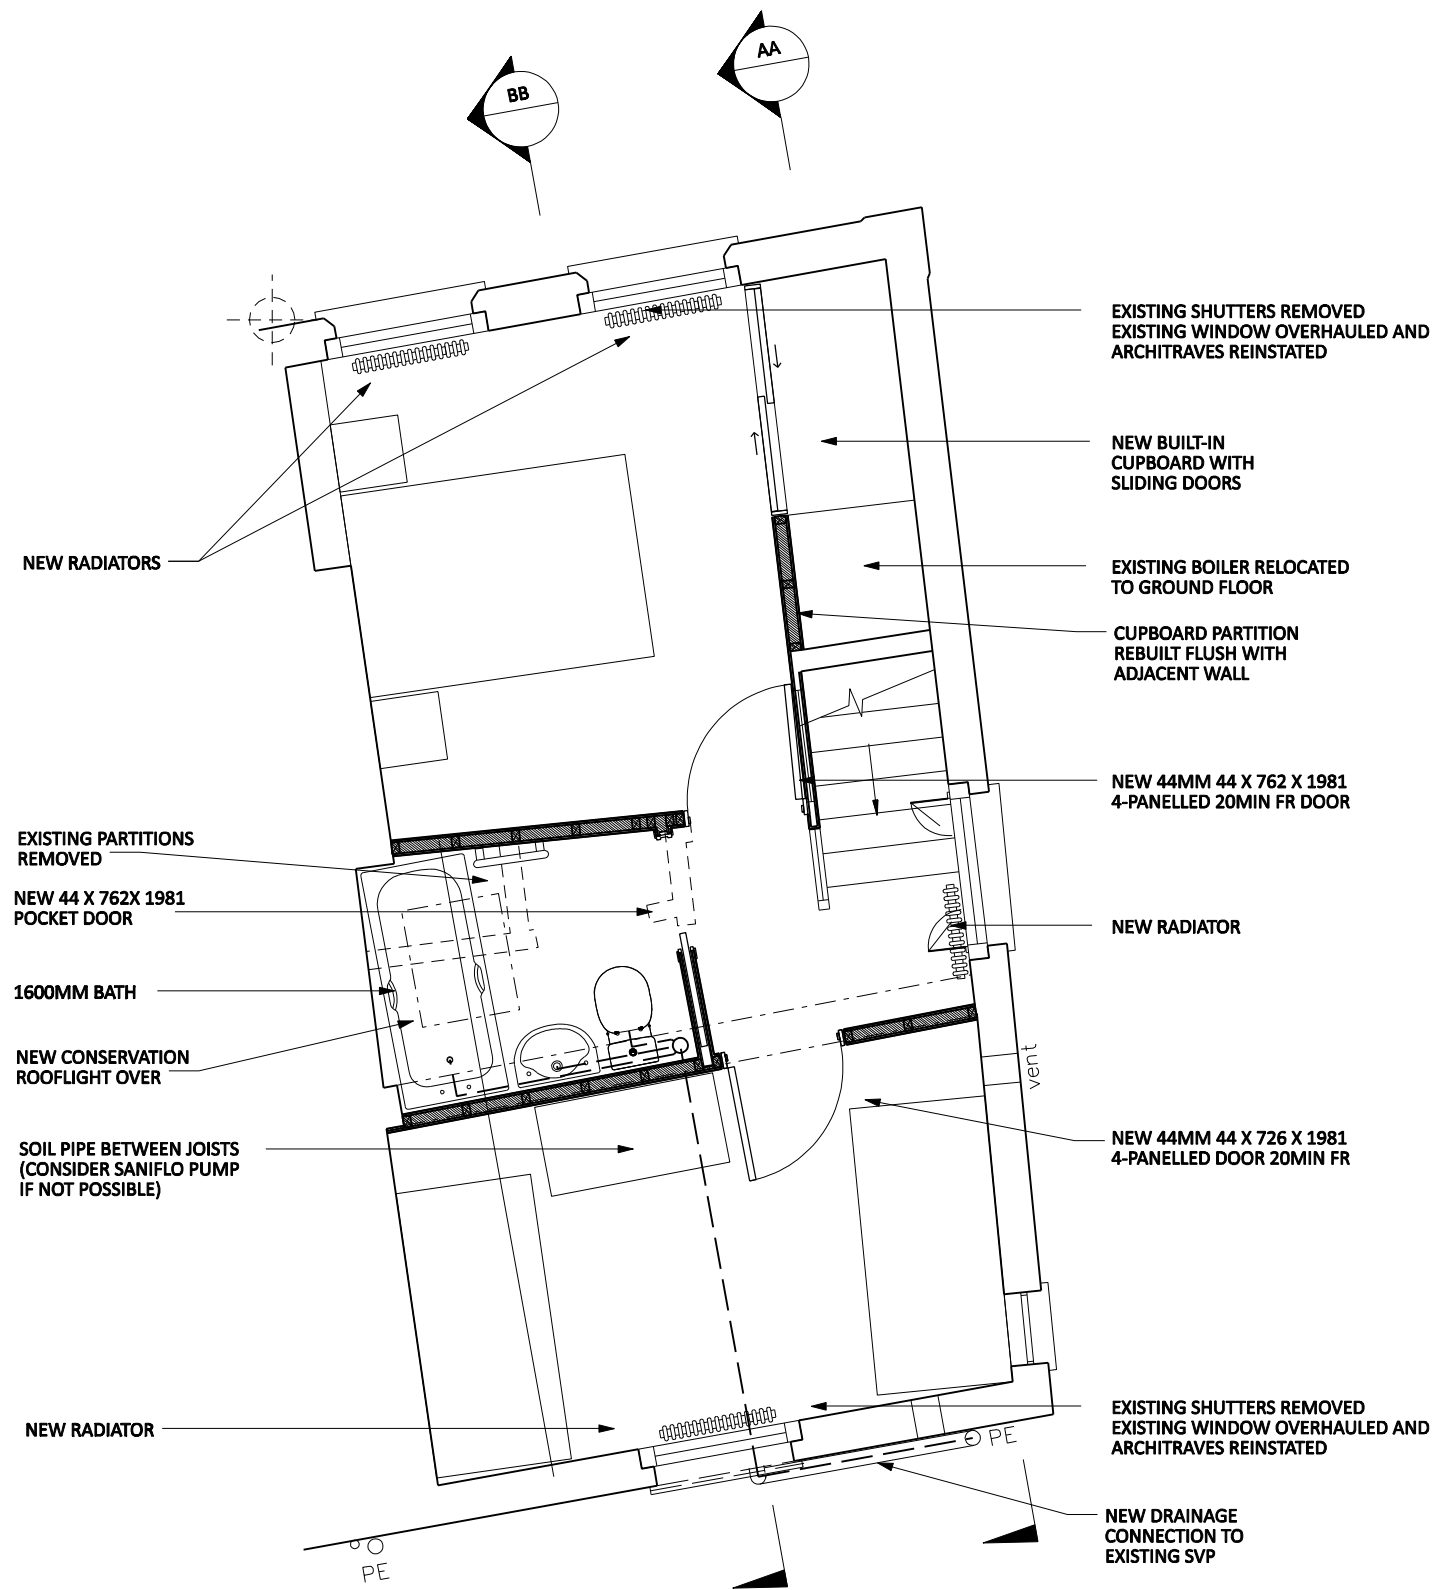 BB
AA
EXISTING SHUTTERS REMOVED
EXISTING WINDOW OVERHAULED AND
ARCHITRAVES REINSTATED
NEW BUILT-IN
CUPBOARD WITH
SLIDING DOORS
NEW RADIATORS
EXISTING BOILER RELOCATED
TO GROUND FLOOR
CUPBOARD PARTITION
REBUILT FLUSH WITH
ADJACENT WALL
NEW 44MM 44 X 762 X 1981
4-PANELLED 20MIN FR DOOR
EXISTING PARTITIONS
REMOVED
NEW 44 X 762X 1981
POCKET DOOR
NEW RADIATOR
1600MM BATH
NEW CONSERVATION
ROOFLIGHT OVER
vent
SOIL PIPE BETWEEN JOISTS
(CONSIDER SANIFLO PUMP
IF NOT POSSIBLE)
NEW 44MM 44 X 726 X 1981
4-PANELLED DOOR 20MIN FR
NEW RADIATOR
EXISTING SHUTTERS REMOVED
EXISTING WINDOW OVERHAULED AND
ARCHITRAVES REINSTATED
PE
NEW DRAINAGE
CONNECTION TO
EXISTING SVP
PE